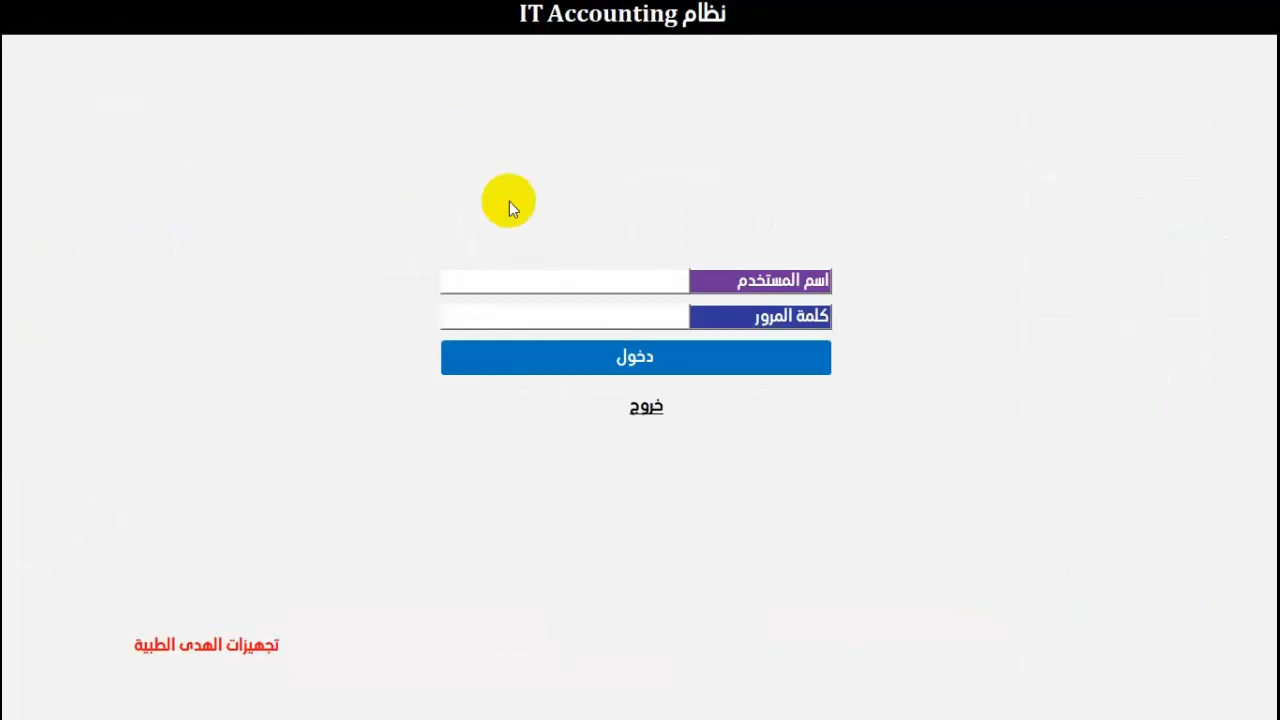 نظام IT Accounting
اسم المستخدم
كلمة المرور
دخول
خروج
تجهيزات الهدى الطبية